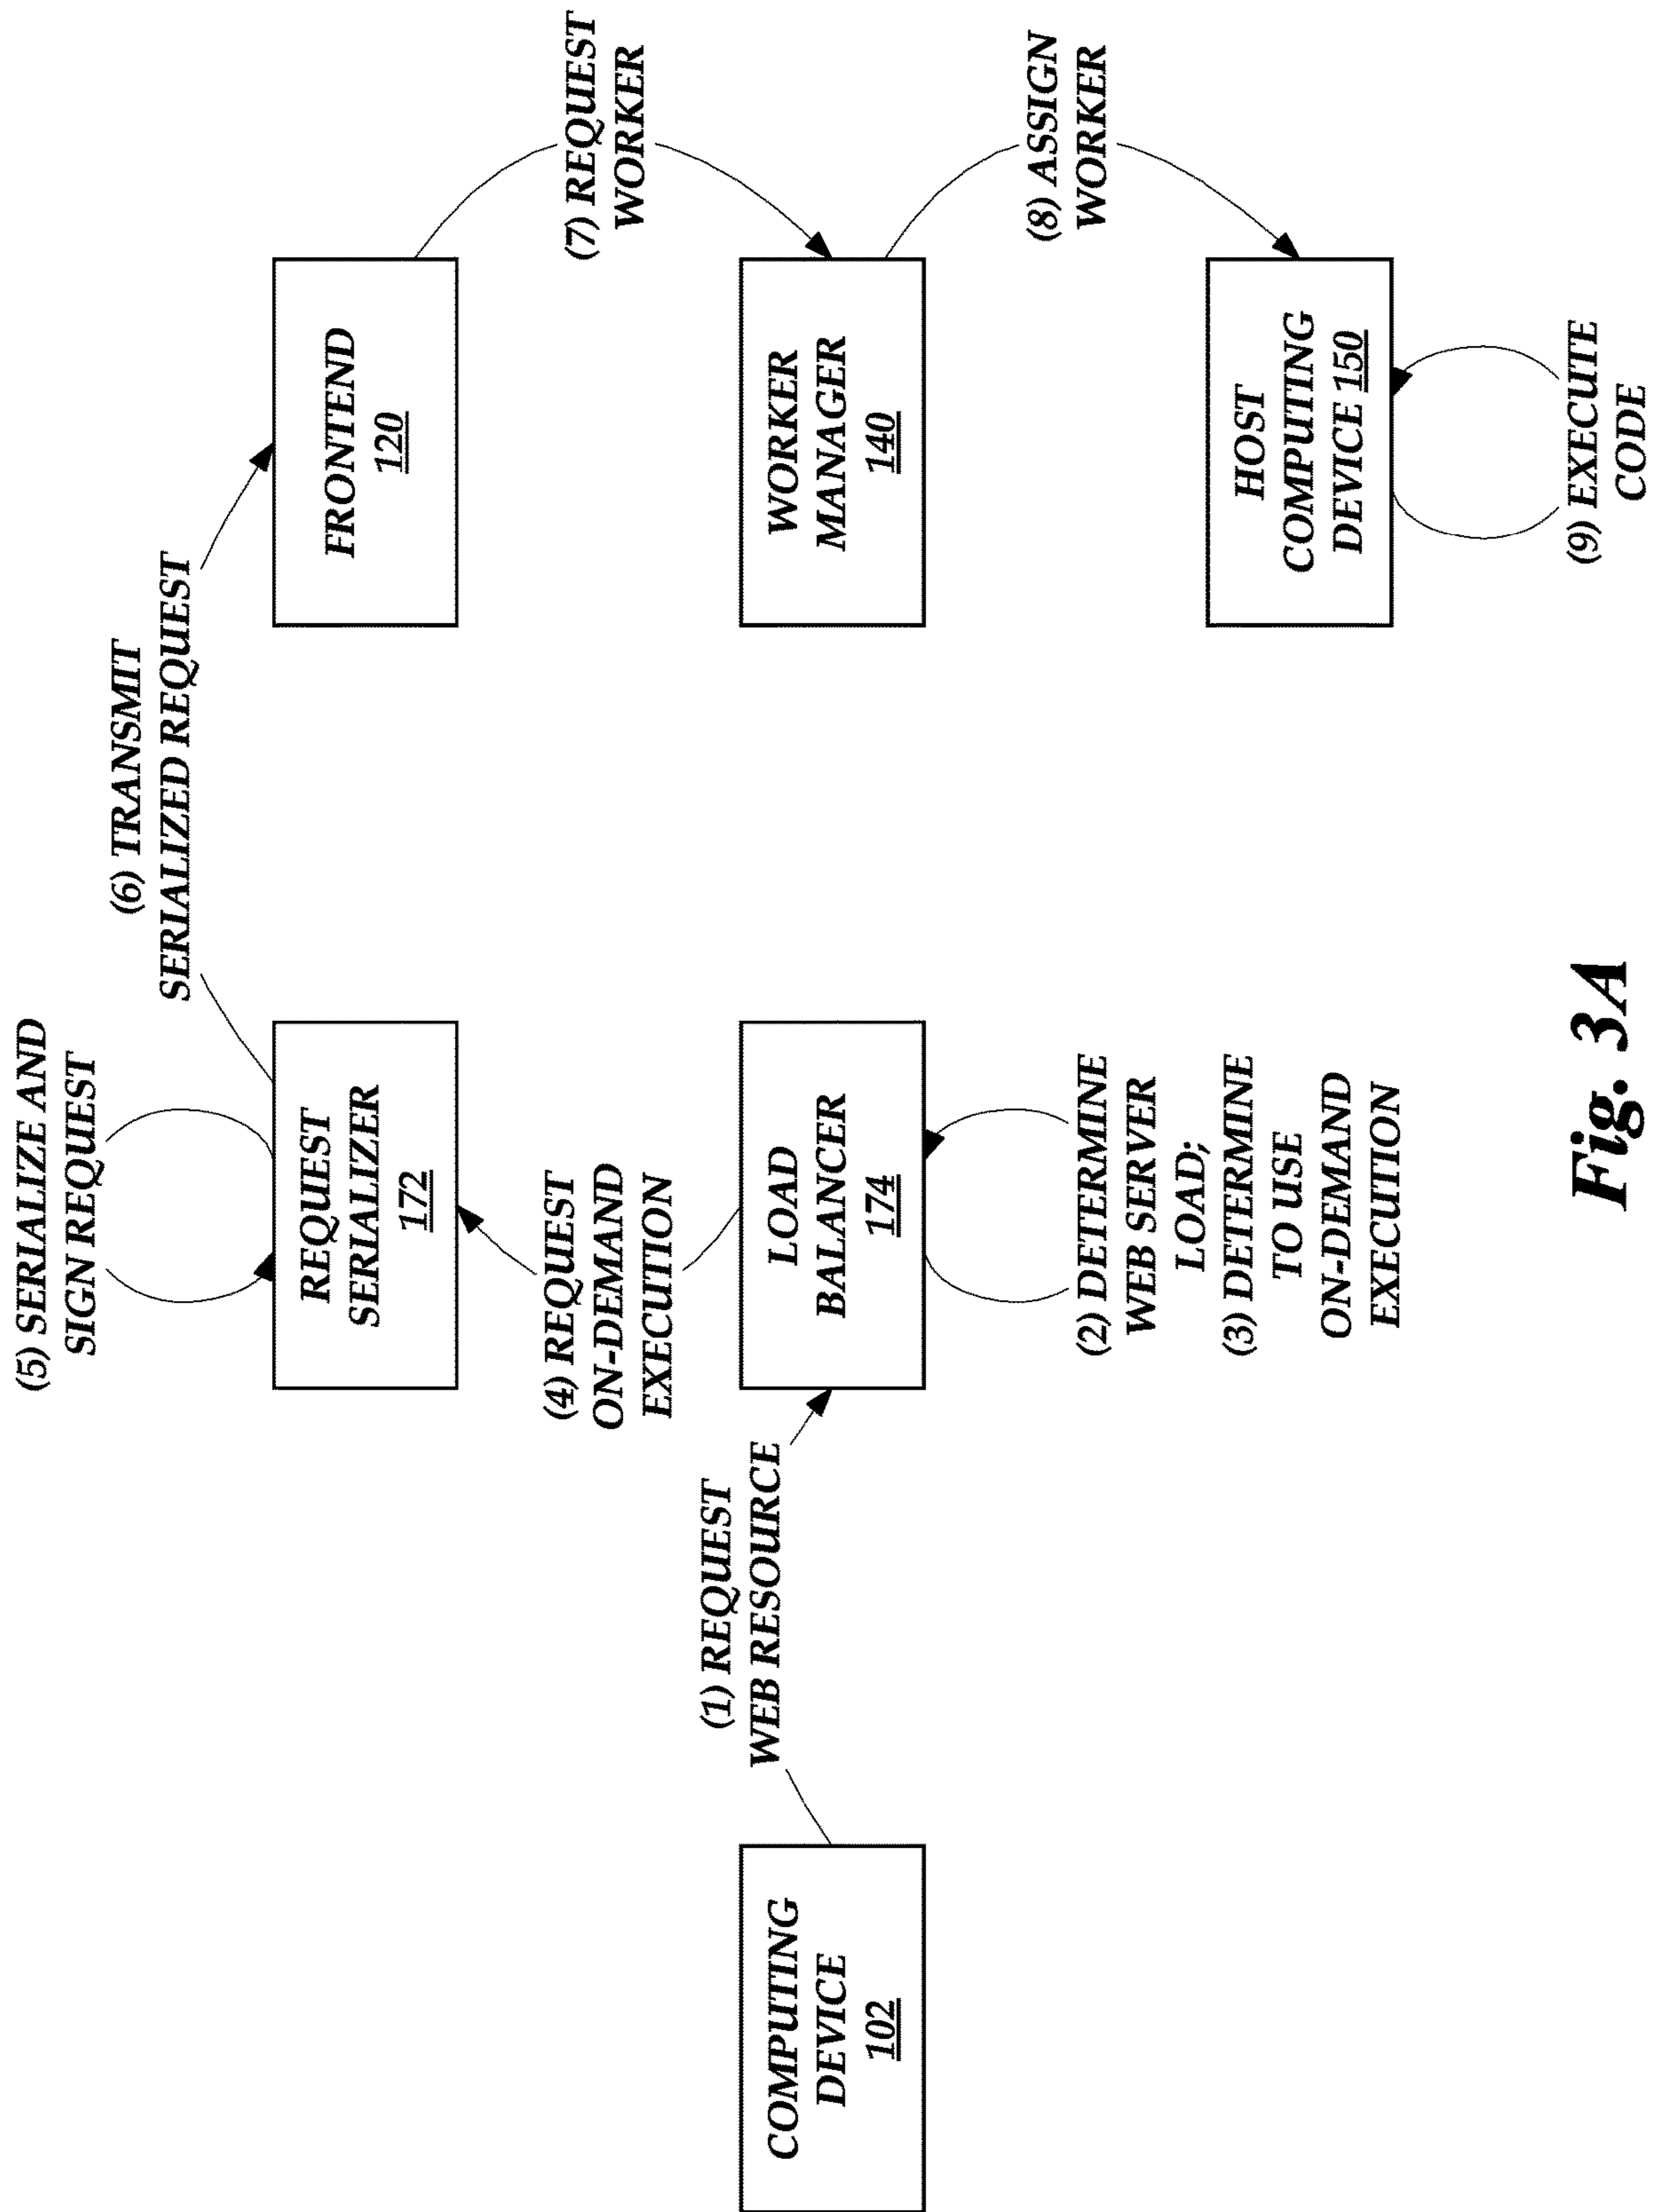 (5) SERIALIZE AND
SIGN REQUEST
(6) TRANSMIT
SERIALIZED REQUEST
REQUEST
SERIALIZER
172
FRONTEND
120
(4) REQUEST
ON-DEMAND
EXECUTION
(7) REQUEST
WORKER
(1) REQUEST
WEB RESOURCE
COMPUTING
DEVICE
102
LOAD
BALANCER
174
WORKER
MANAGER
140
(2) DETERMINE
WEB SERVER
LOAD;
(3) DETERMINE
TO USE
ON-DEMAND
EXECUTION
(8) ASSIGN
WORKER
HOST
COMPUTING
DEVICE 150
(9) EXECUTE
CODE
Fig. 3A